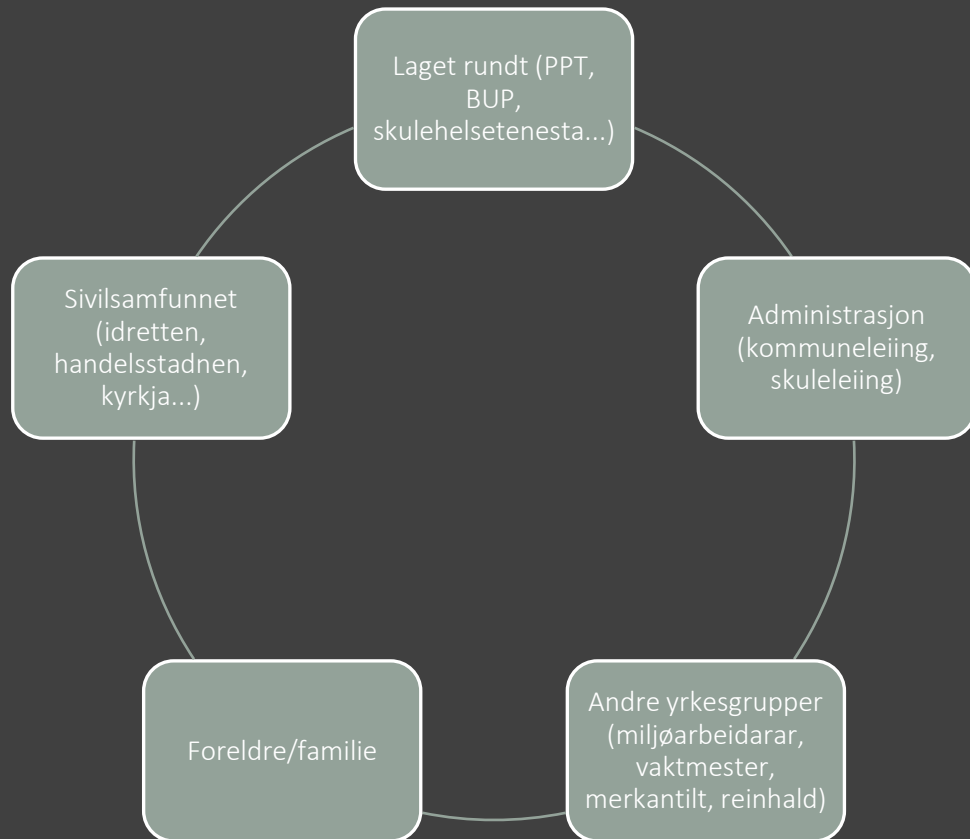 Laget rundt (PPT,
BUP,
skulehelsetenesta...)
Administrasjon
(kommuneleiing,
skuleleiing)
Andre yrkesgrupper
(miljøarbeidarar,
vaktmester,
merkantilt, reinhald)
Foreldre/familie
Sivilsamfunnet
(idretten,
handelsstadnen,
kyrkja...)